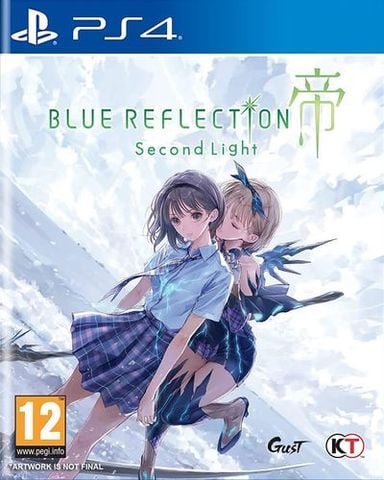 PS4
BLUE REFLECTION 帝
Second Light
12
www.pegi.info
*ARTWORK IS NOT FINAL
GUST
KT